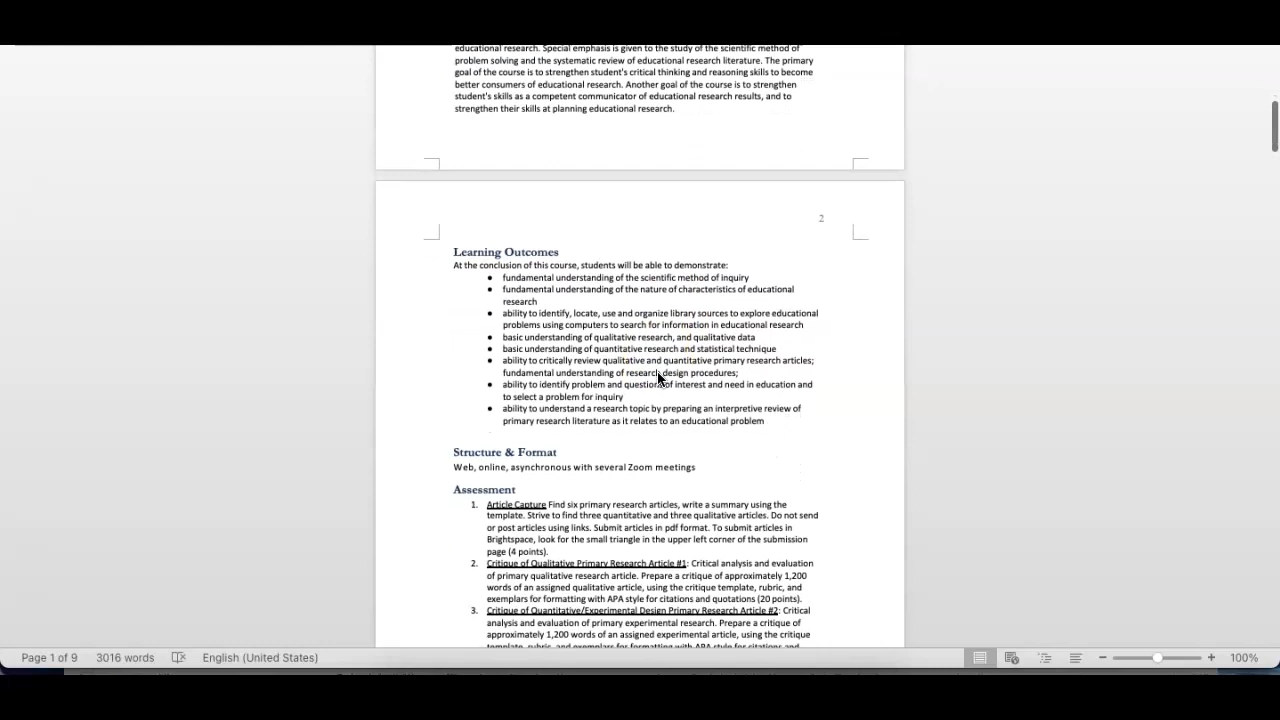 educational research. Special emphasis is given to the study of the scientific method of
problem solving and the systematic review of educational research literature. The primary
goal of the course is to strengthen student's critical thinking and reasoning skills to become
better consumers of educational research. Another goal of the course is to strengthen
student's skills as a competent communicator of educational research results, and to
strengthen their skills at planning educational research.
2
Learning Outcomes
At the conclusion of this course, students will be able to demonstrate:
● fundamental understanding of the scientific method of inquiry
● fundamental understanding of the nature of characteristics of educational
research
● ability to identify, locate, use and organize library sources to explore educational
problems using computers to search for information in educational research
● basic understanding of qualitative research, and qualitative data
● basic understanding of quantitative research and statistical technique
● ability to critically review qualitative and quantitative primary research articles;
fundamental understanding of research design procedures;
● ability to identify problem and question of interest and need in education and
to select a problem for inquiry
● ability to understand a research topic by preparing an interpretive review of
primary research literature as it relates to an educational problem
Structure & Format
Web, online, asynchronous with several Zoom meetings
Assessment
1. Article Capture Find six primary research articles, write a summary using the
template. Strive to find three quantitative and three qualitative articles. Do not send
or post articles using links. Submit articles in pdf format. To submit articles in
Brightspace, look for the small triangle in the upper left corner of the submission
page (4 points).
2. Critique of Qualitative Primary Research Article #1: Critical analysis and evaluation
of primary qualitative research article. Prepare a critique of approximately 1,200
words of an assigned qualitative article, using the critique template, rubric, and
exemplars for formatting with APA style for citations and quotations (20 points).
3. Critique of Quantitative/Experimental Design Primary Research Article #2: Critical
analysis and evaluation of primary experimental research. Prepare a critique of
approximately 1,200 words of an assigned experimental article, using the critique
template, rubric, and exemplars for formatting with APA style for citations and
Page 1 of 9 3016 words English (United States) 100%